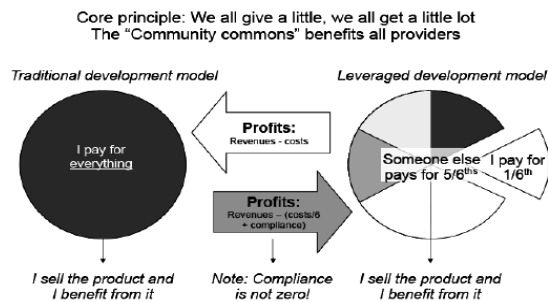 Core principle: We all give a little, we all get a little lot
The "Community commons" benefits all providers
Traditional development model
Leveraged development model
I pay for
everything
Profits:
Revenues - costs
Profits:
Revenues – (costs/6
+ compliance)
Someone else
pays for 5/6ths
I pay for
1/6th
I sell the product and
I benefit from it
Note: Compliance
is not zero!
I sell the product and
I benefit from it